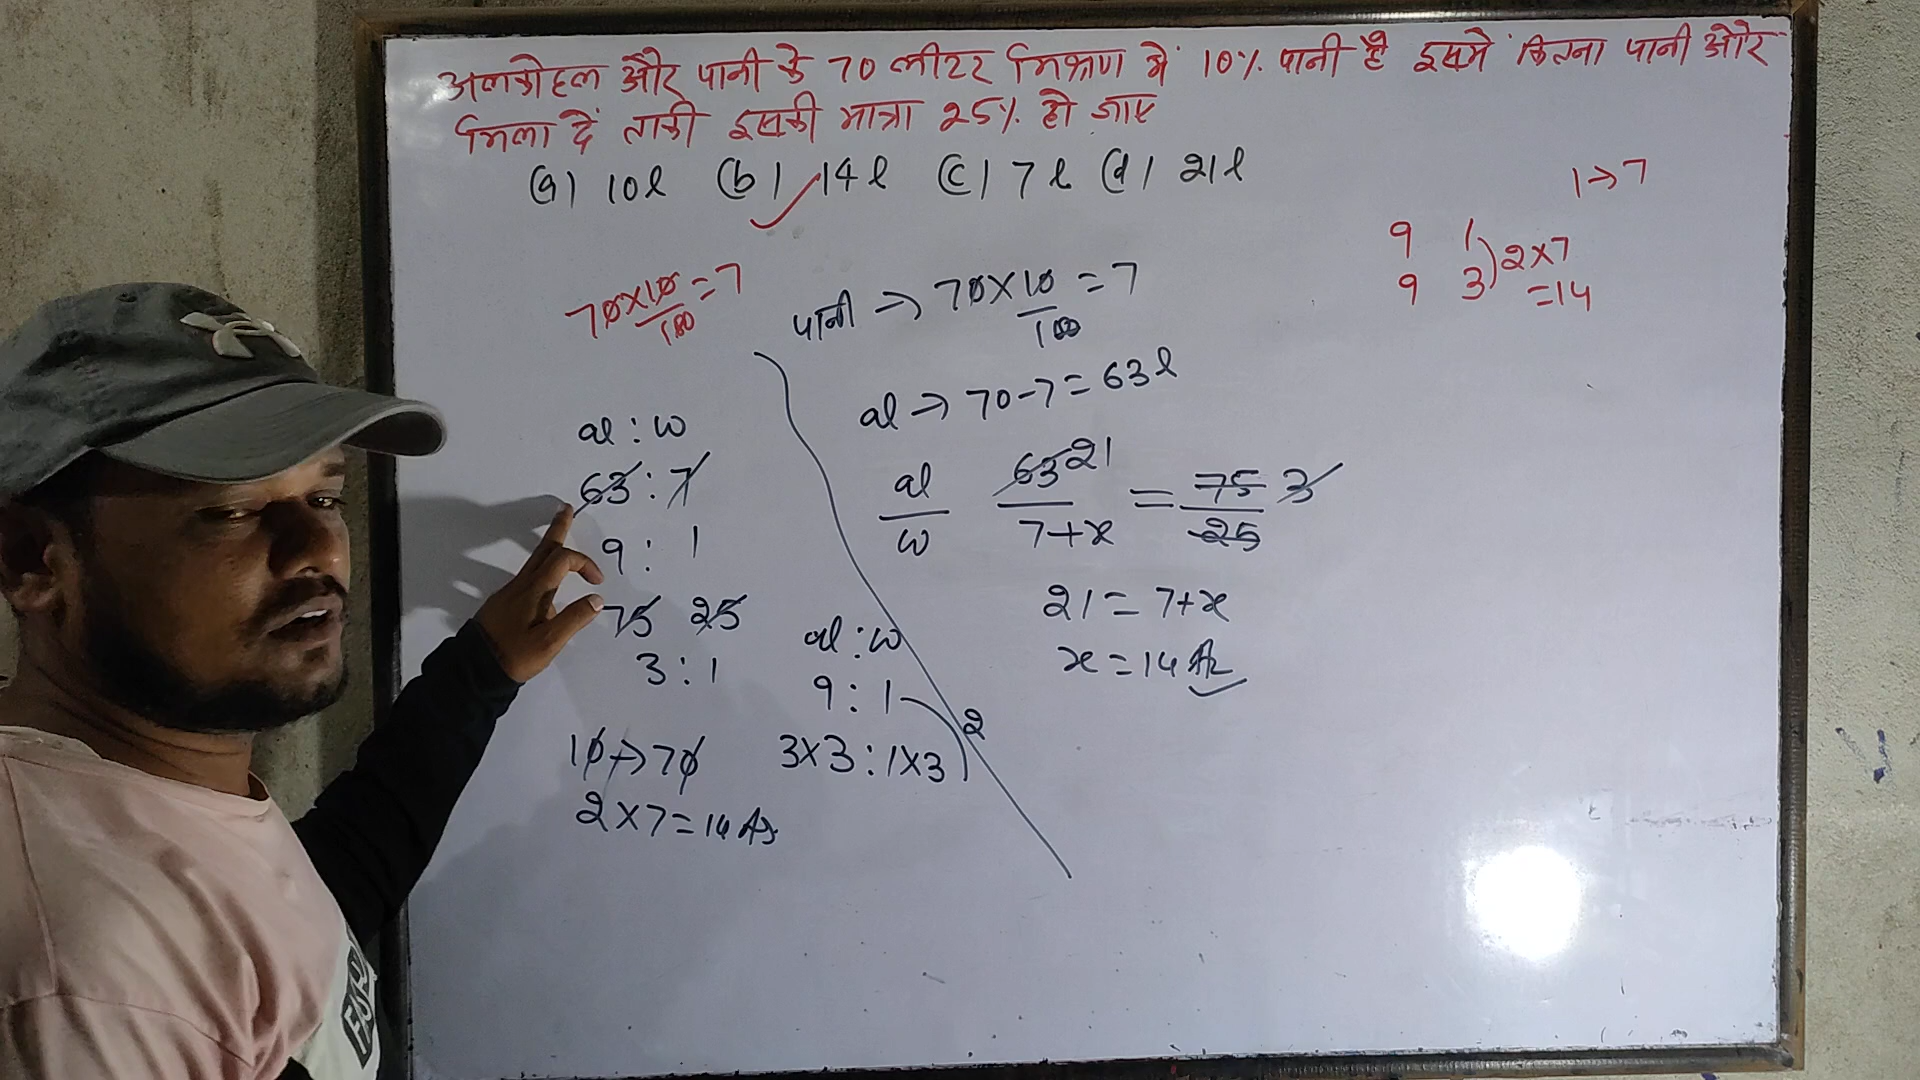 अलकोहल और पानी के 70 लीटर मिश्रण में 10% पानी है इसमें कितना पानी और
मिला दें ताकी इसकी मात्रा 25% हो जाए
(a) 10l (b) 14l (c) 7l (d) 21l
1→7
9 1
9 3) 2×7
=14
70×10/100=7
पानी → 70×10/100 = 7
al → 70-7=63l
al : w
63 : 7
9 : 1
75 25
3 : 1
10→70
2×7=14 As
al : w
9 : 1
3×3 : 1×3 2
al/w 63 21/7+x = 75/25 3
21 = 7+x
x = 14